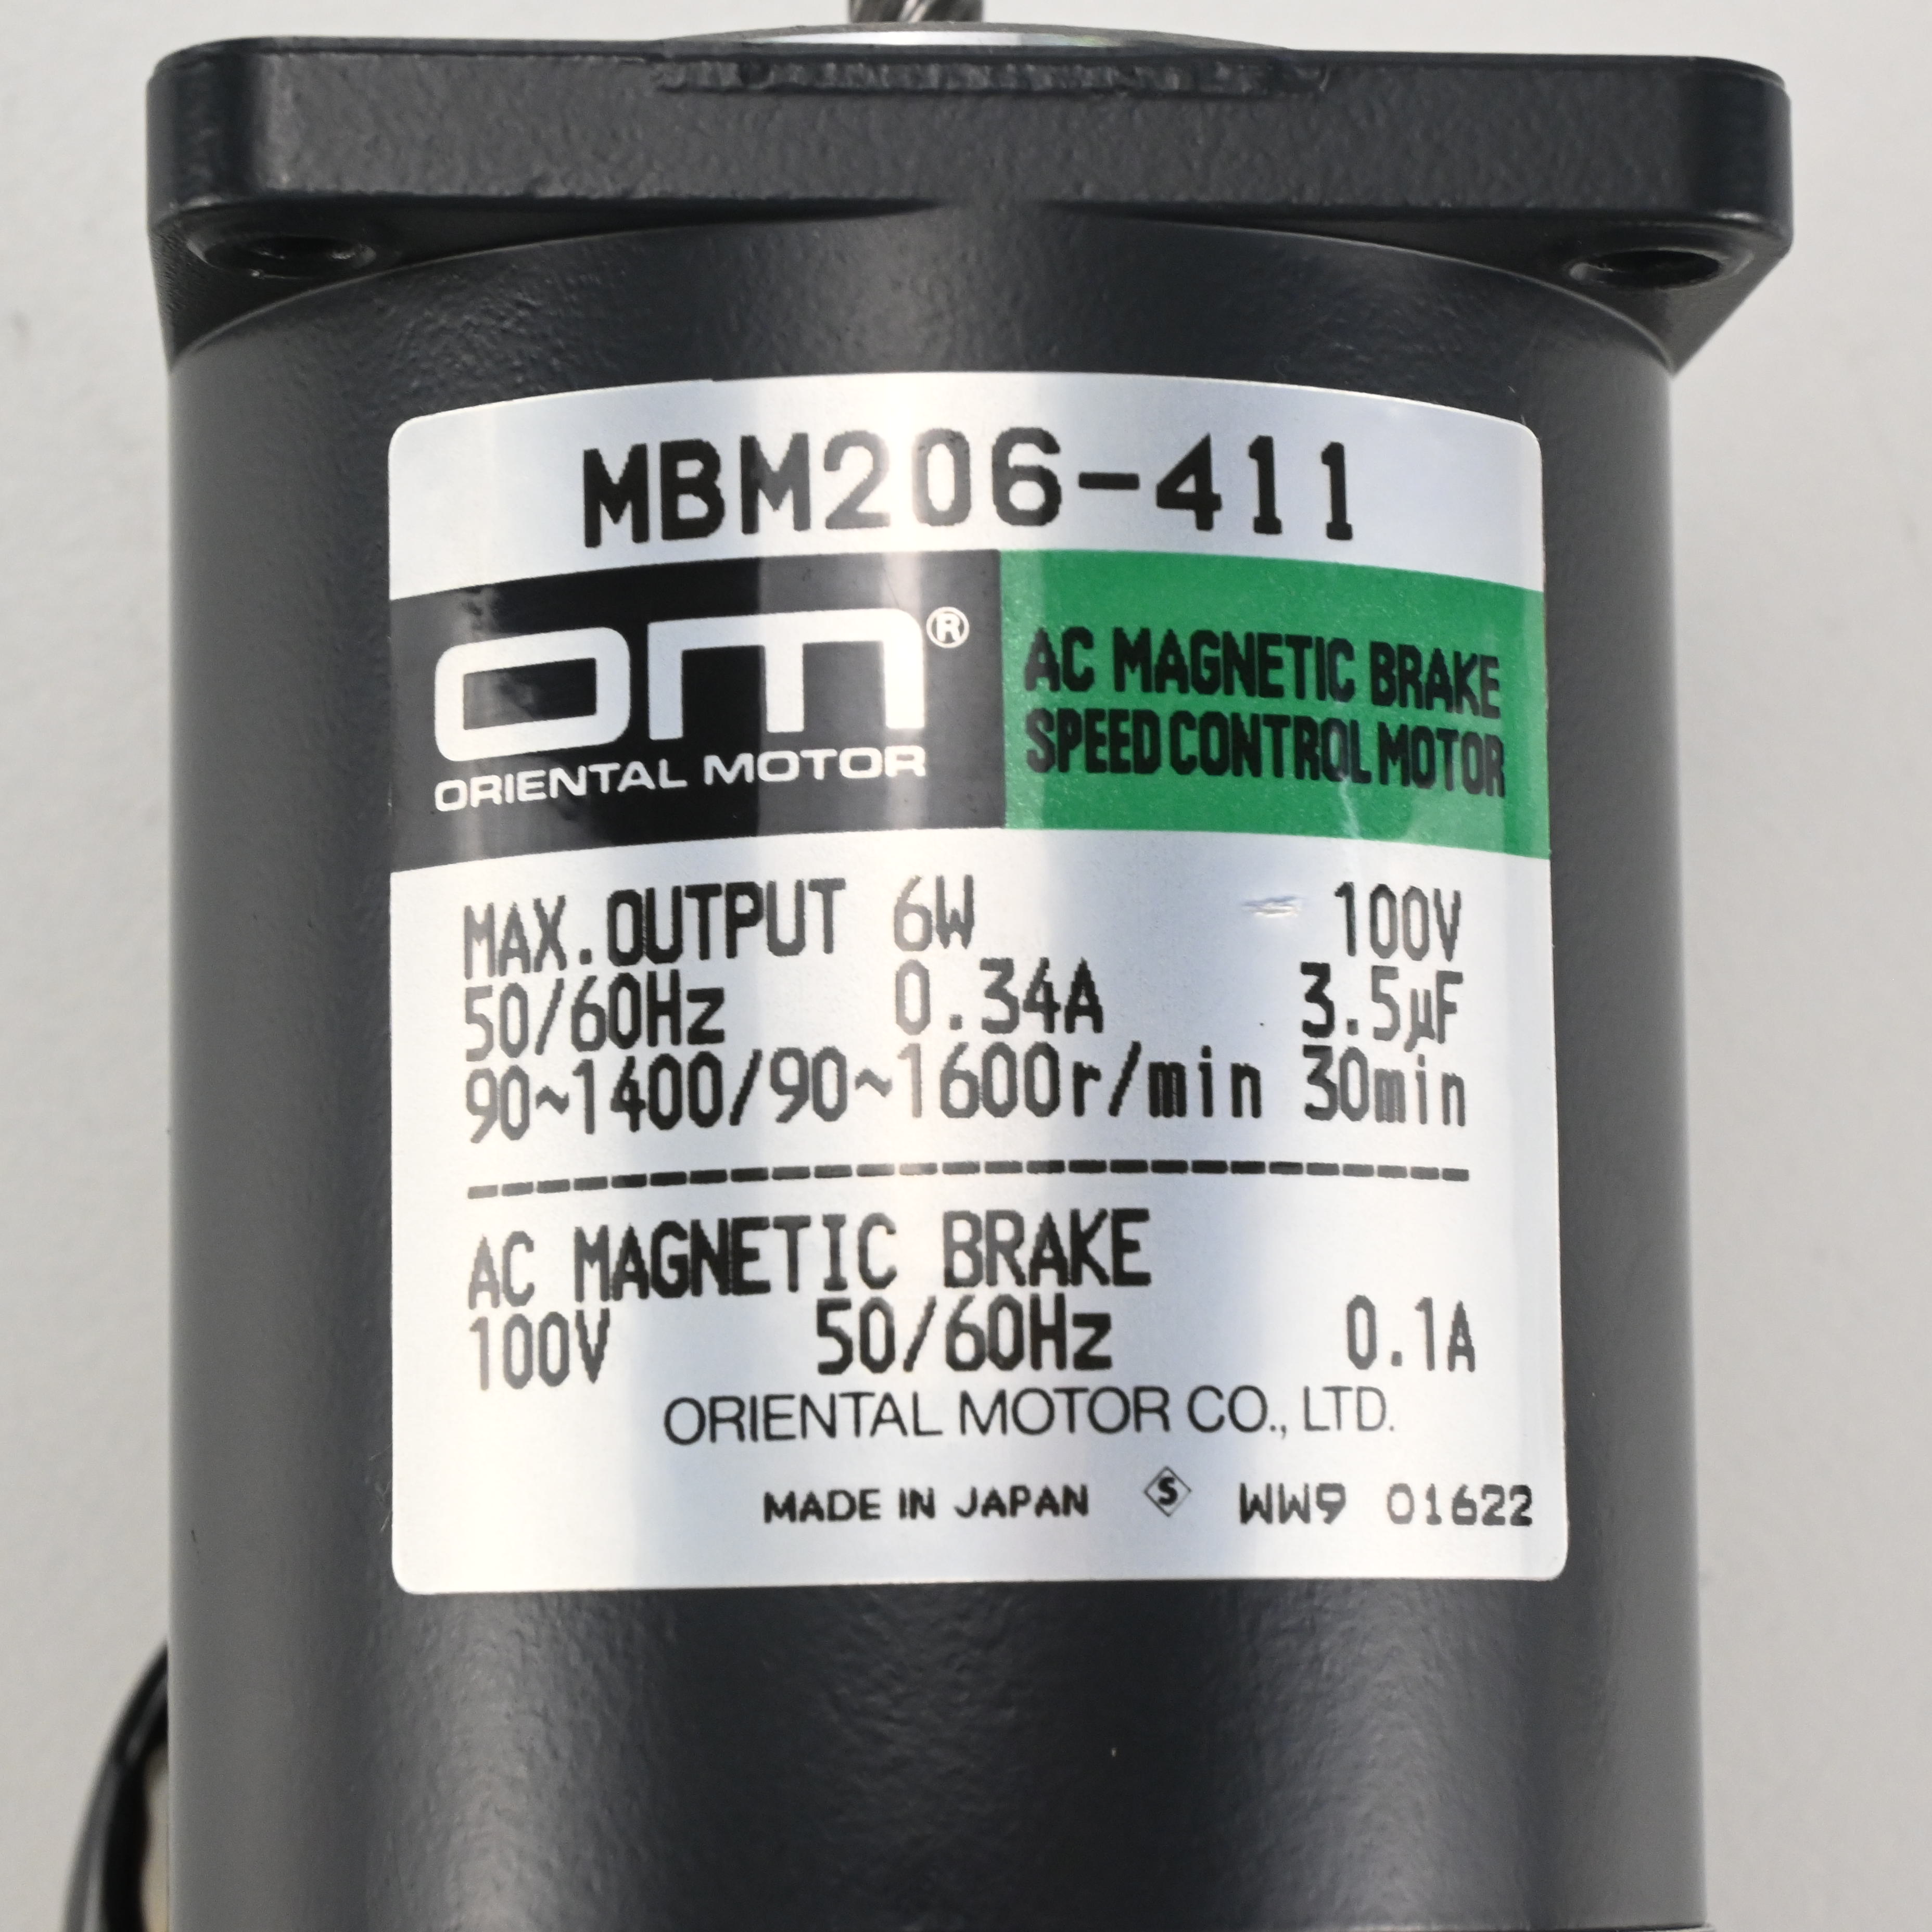 MBM206-411
om®
ORIENTAL MOTOR
AC MAGNETIC BRAKE
SPEED CONTROL MOTOR
MAX.OUTPUT 6W 100V
50/60Hz 0.34A 3.5µF
90~1400/90~1600r/min 30min
AC MAGNETIC BRAKE
100V 50/60Hz 0.1A
ORIENTAL MOTOR CO., LTD.
MADE IN JAPAN S WW9 01622